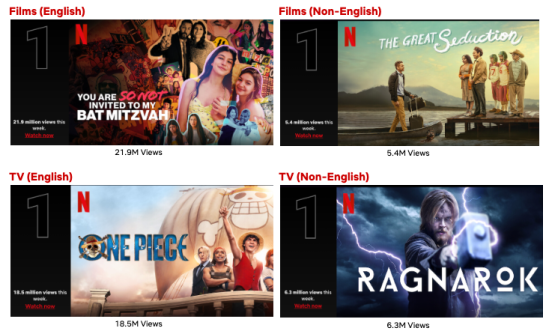 Films (English)
1
21.9 million views this
week.
Watch now
N
YOU ARE SO NOT
INVITED TO MY
BAT MITZVAH
21.9M Views
Films (Non-English)
1
5.4 million views this
week.
Watch now
N
THE GREAT Seduction
5.4M Views
TV (English)
1
18.5 million views this
week.
Watch now
N
ONE PIECE
18.5M Views
TV (Non-English)
1
6.3 million views this
week.
Watch now
N
RAGNAROK
6.3M Views